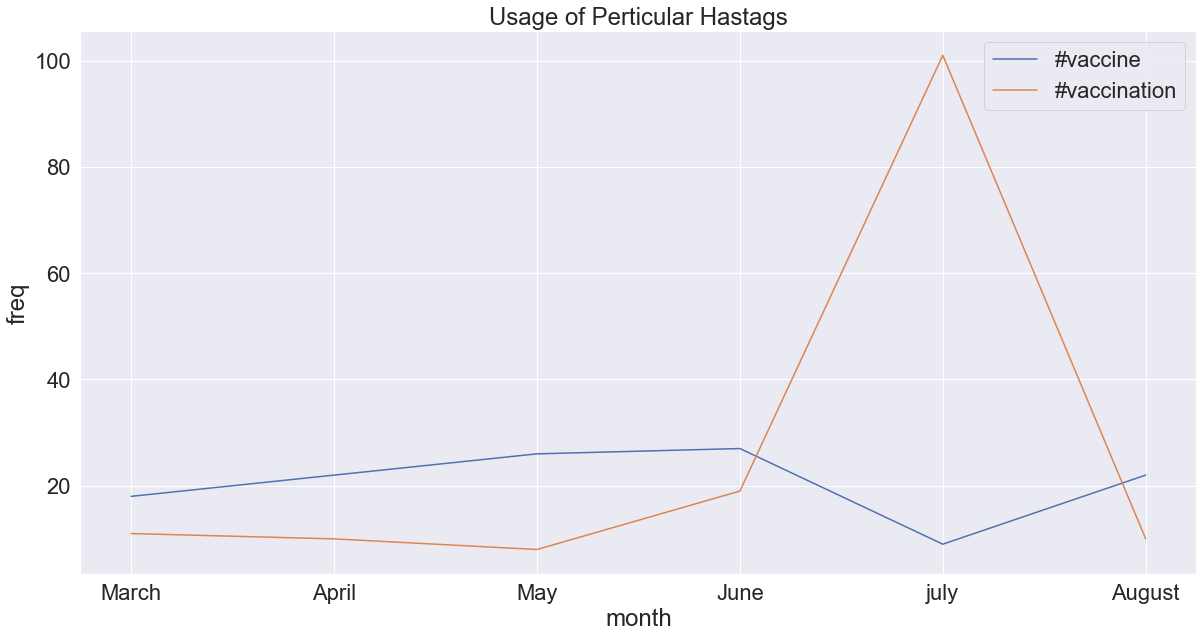 Usage of Perticular Hastags
#vaccine
#vaccination
100
80
60
40
20
freq
March April May June july August
month